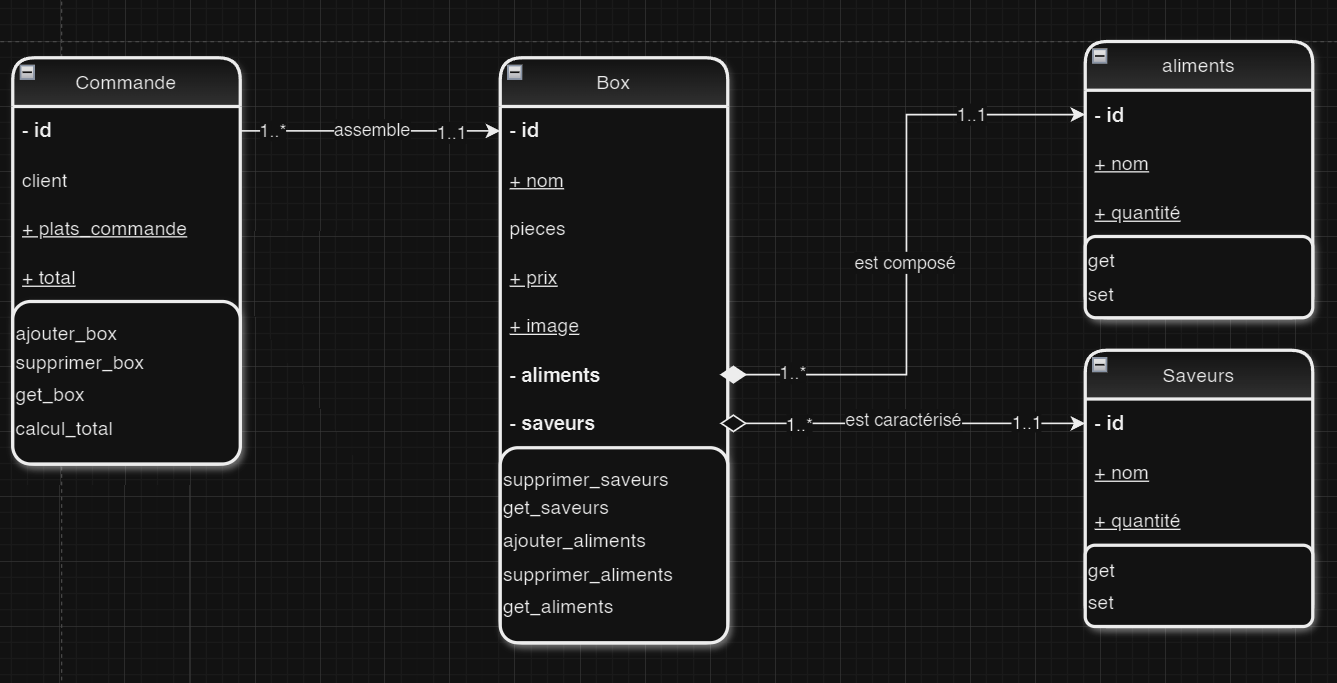 Commande
- id
client
+ plats_commande
+ total
ajouter_box
supprimer_box
get_box
calcul_total
1..*
assemble
1..1
Box
- id
+ nom
pieces
+ prix
+ image
- aliments
- saveurs
supprimer_saveurs
get_saveurs
ajouter_aliments
supprimer_aliments
get_aliments
1..*
est composé
1..1
1..*
est caractérisé
1..1
aliments
- id
+ nom
+ quantité
get
set
Saveurs
- id
+ nom
+ quantité
get
set